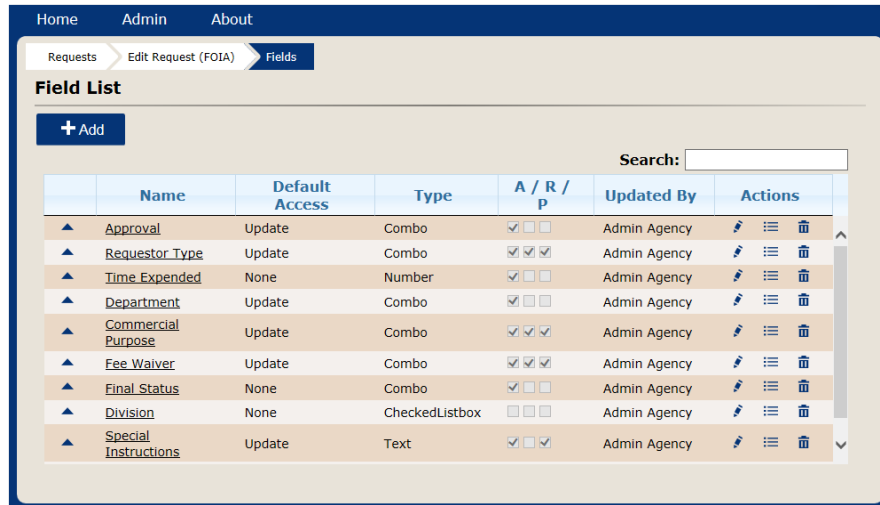 Home Admin About
Requests Edit Request (FOIA) Fields
Field List
+ Add
Search:
Name Default Access Type A / R / P Updated By Actions
Approval Update Combo Admin Agency
Requestor Type Update Combo Admin Agency
Time Expended None Number Admin Agency
Department Update Combo Admin Agency
Commercial Purpose Update Combo Admin Agency
Fee Waiver Update Combo Admin Agency
Final Status None Combo Admin Agency
Division None CheckedListbox Admin Agency
Special Instructions Update Text Admin Agency